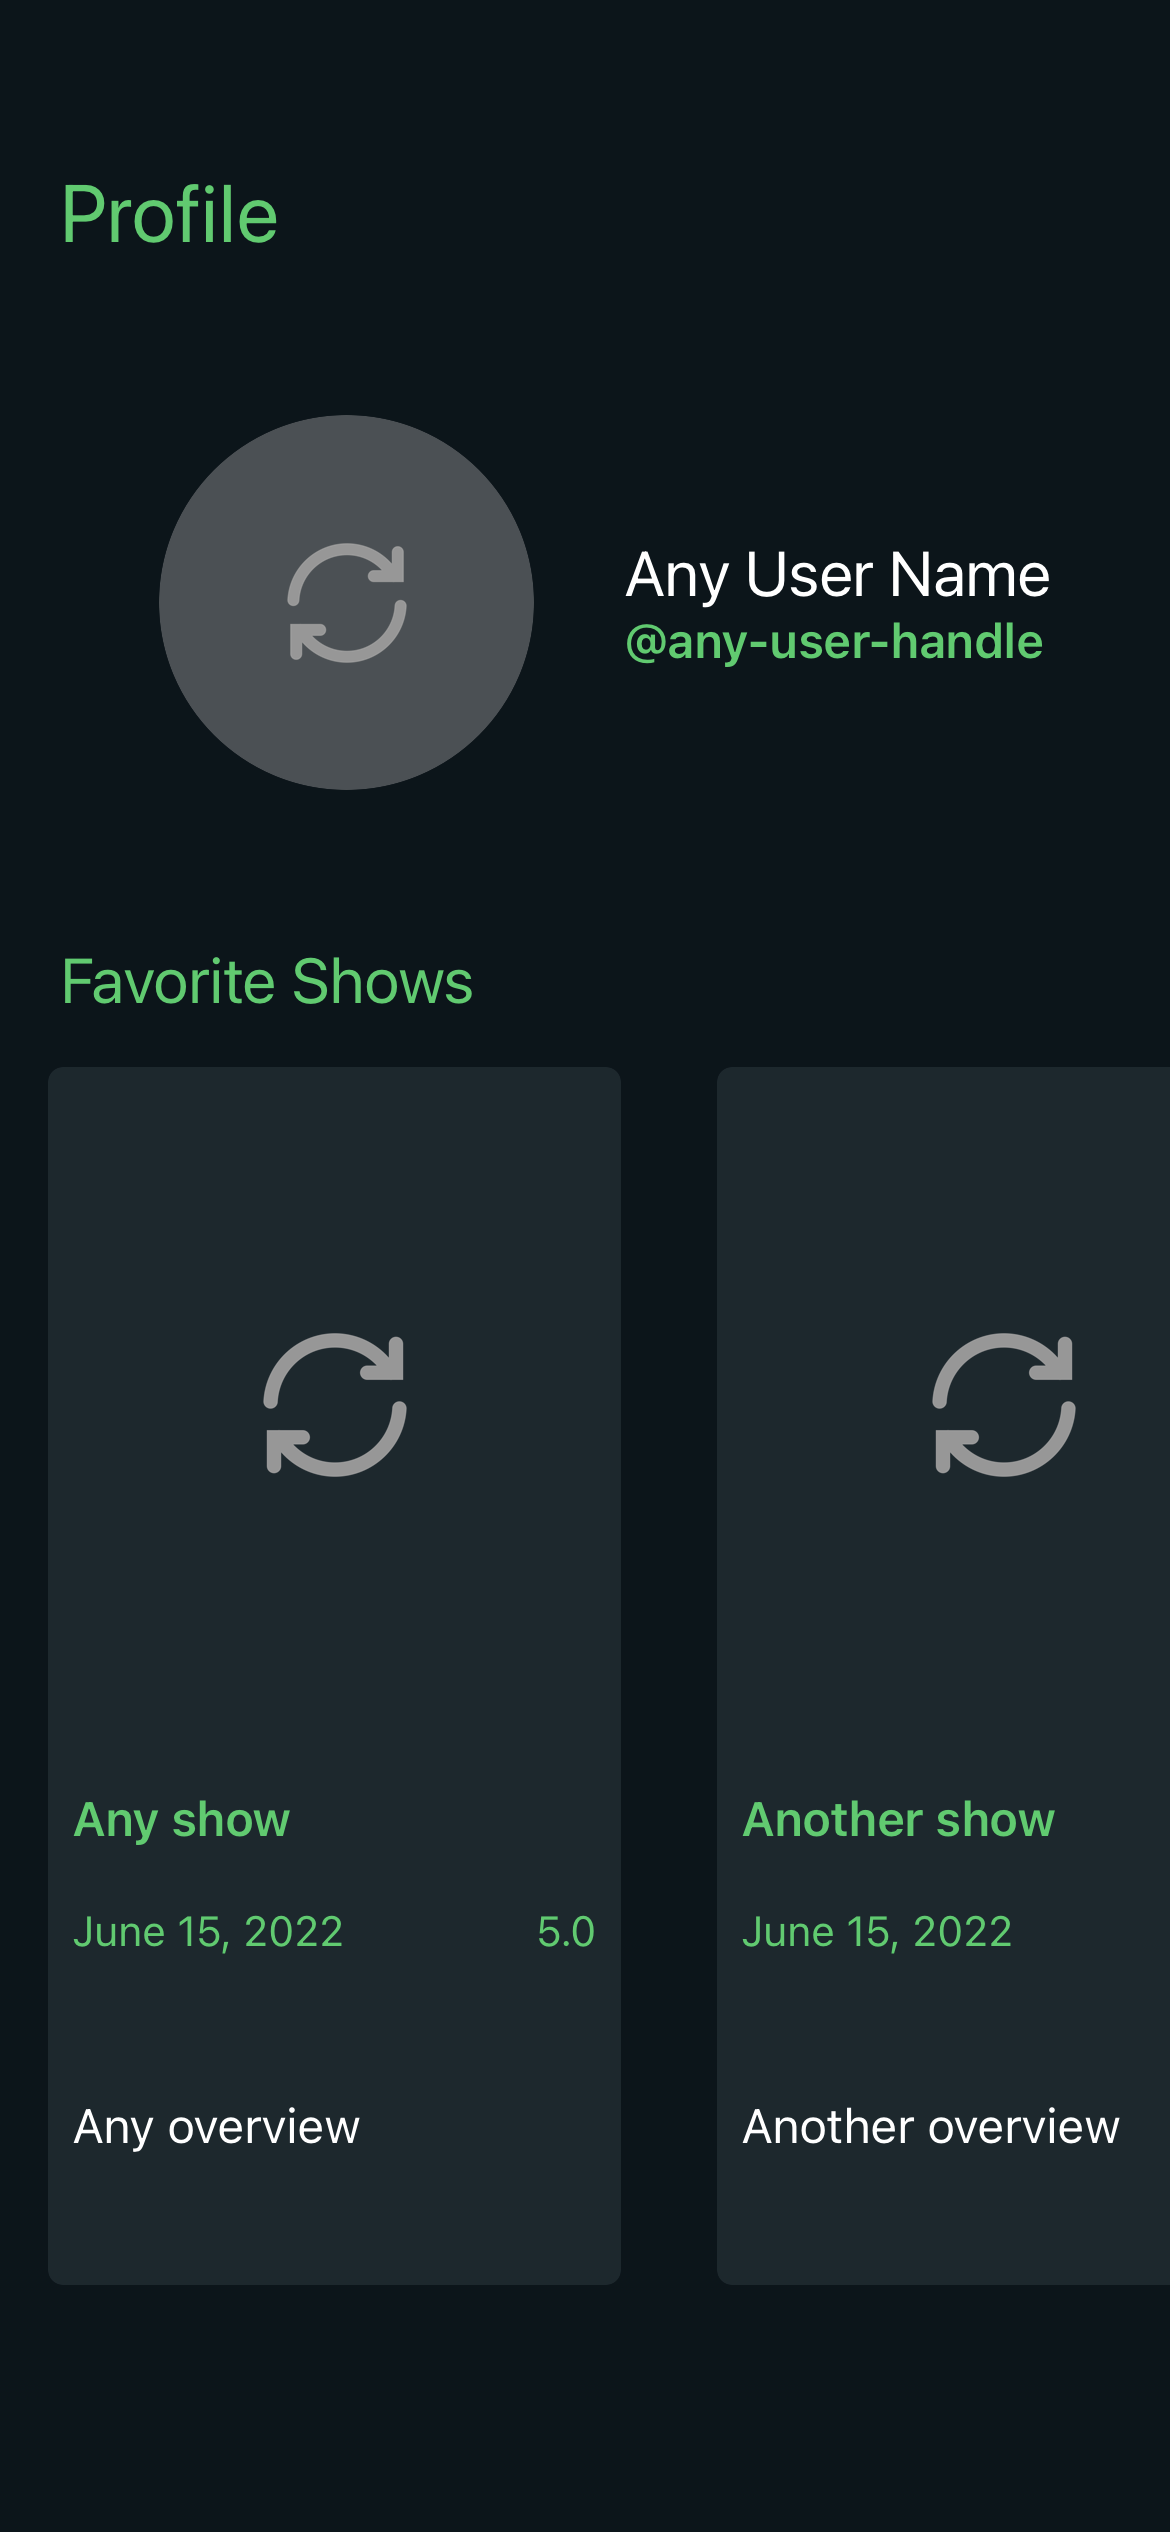 Profile
Any User Name
@any-user-handle
Favorite Shows
Any show
June 15, 2022 5.0
Any overview
Another show
June 15, 2022
Another overview